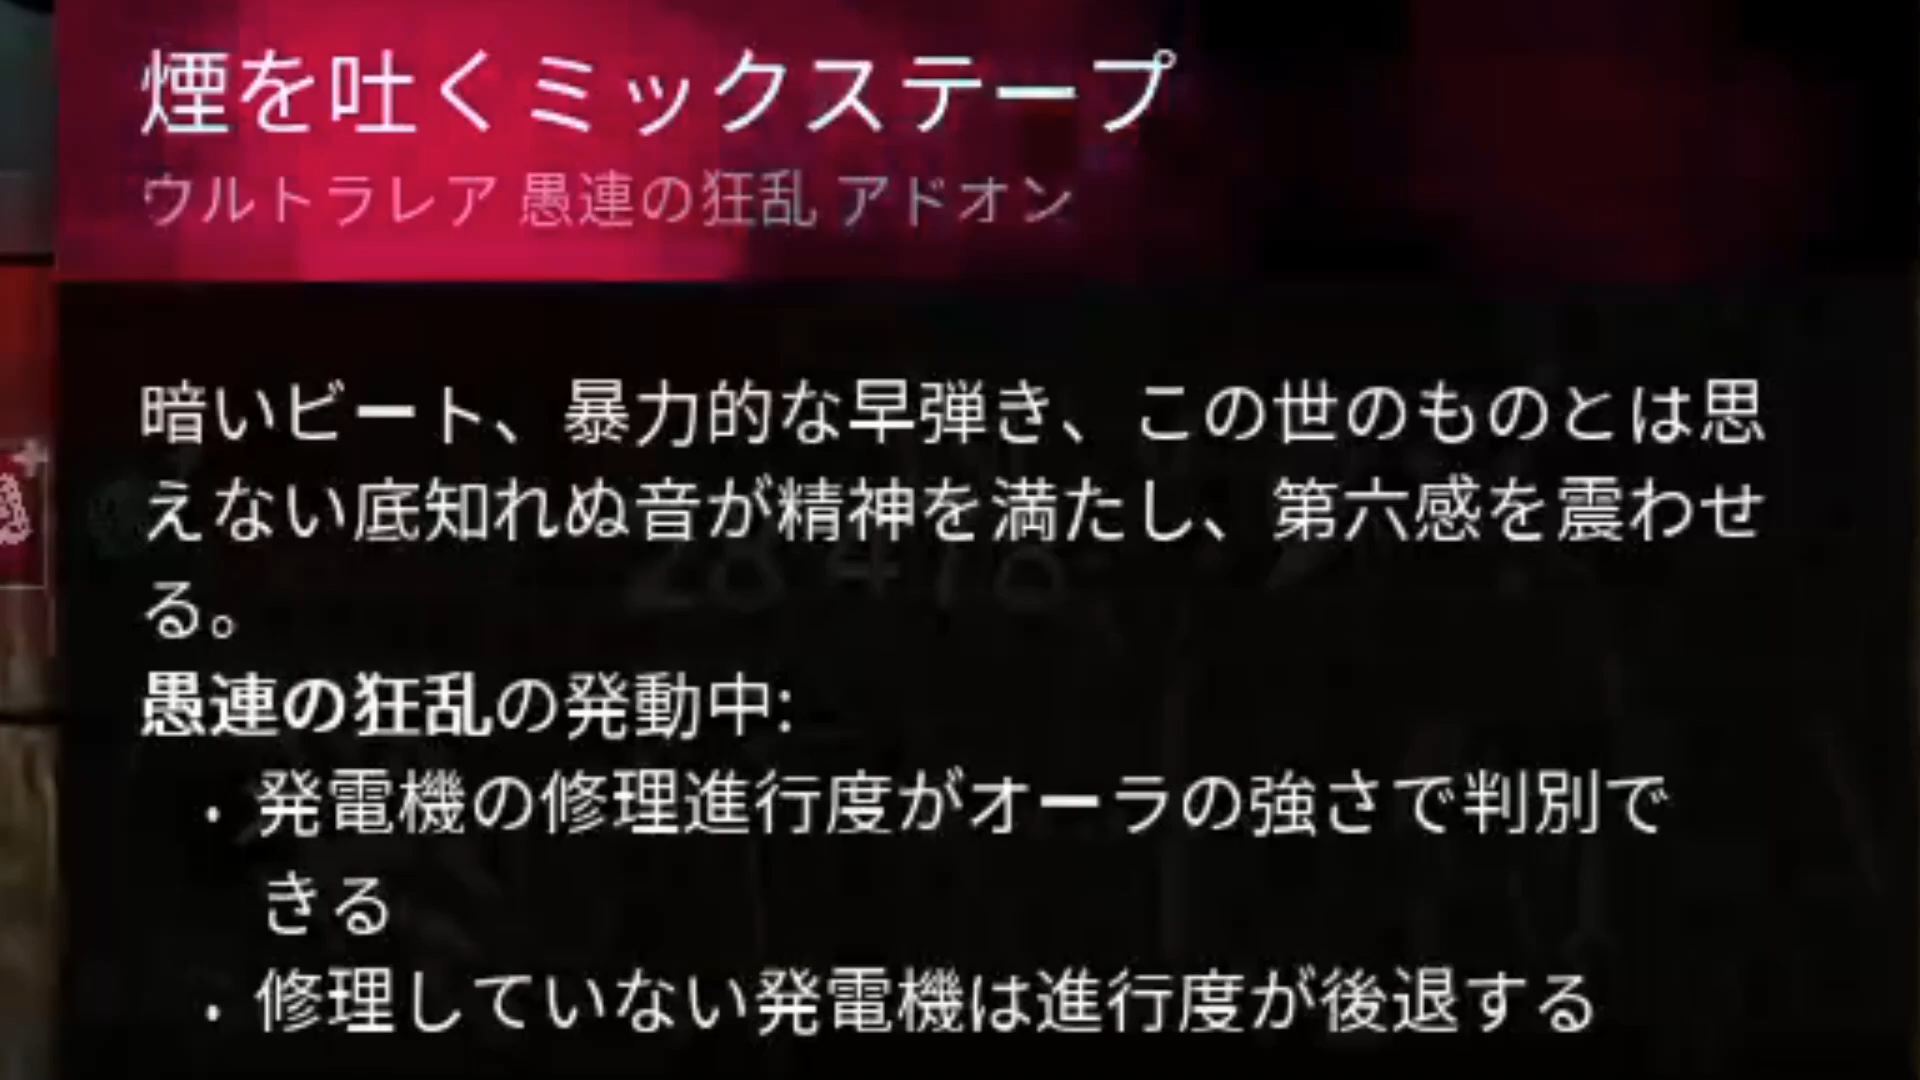 煙を吐くミックステープ
ウルトラレア 愚連の狂乱 アドオン
暗いビート、暴力的な早弾き、この世のものとは思
えない底知れぬ音が精神を満たし、第六感を震わせ
る。
愚連の狂乱の発動中:
・発電機の修理進行度がオーラの強さで判別で
きる
・修理していない発電機は進行度が後退する